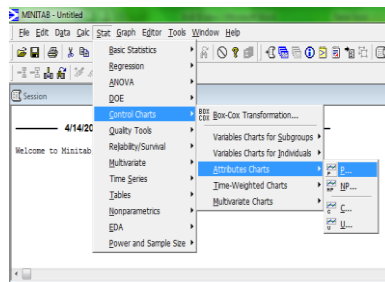 MINITAB - Untitled
File Edit Data Calc Stat Graph Editor Tools Window Help
Session
4/14/20
Welcome to Minitab
Basic Statistics
Regression
ANOVA
DOE
Control Charts
Quality Tools
Reliability/Survival
Multivariate
Time Series
Tables
Nonparametrics
EDA
Power and Sample Size
BOX COX Box-Cox Transformation...
Variables Charts for Subgroups
Variables Charts for Individuals
Attributes Charts
Time-Weighted Charts
Multivariate Charts
P P...
NP NP...
C C...
U U...